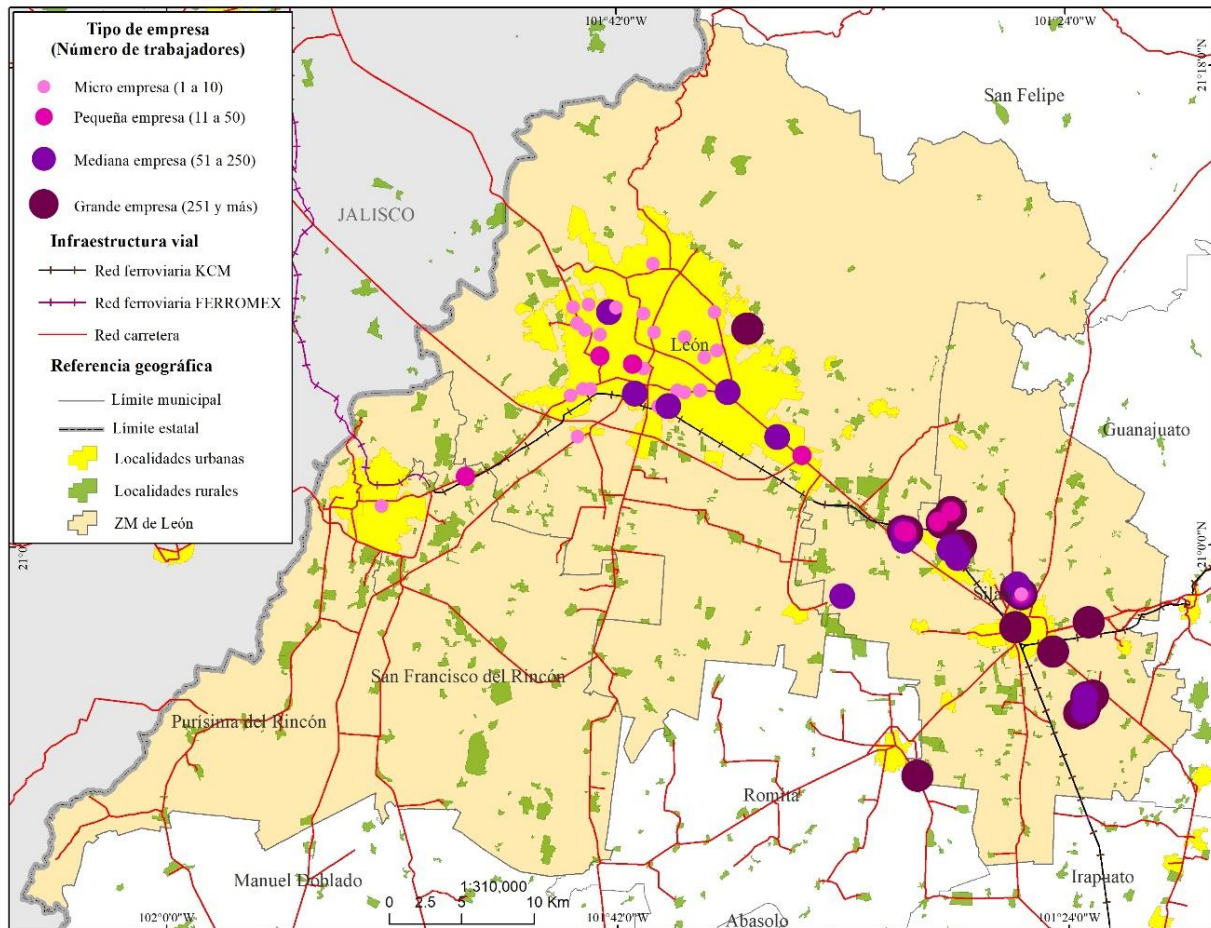 Tipo de empresa
(Número de trabajadores)
Micro empresa (1 a 10)
Pequeña empresa (11 a 50)
Mediana empresa (51 a 250)
Grande empresa (251 y más)
Infraestructura vial
Red ferroviaria KCM
Red ferroviaria FERROMEX
Red carretera
Referencia geográfica
Límite municipal
Límite estatal
Localidades urbanas
Localidades rurales
ZM de León
101°42'0"W
101°24'0"W
21°18'0"N
San Felipe
JALISCO
León
Guanajuato
21°9'0"N
San Francisco del Rincón
Purísima del Rincón
Romita
Manuel Doblado
Irapuato
Abasolo
1:310,000
0 2.5 5 10 Km
102°0'0"W
101°42'0"W
101°24'0"W